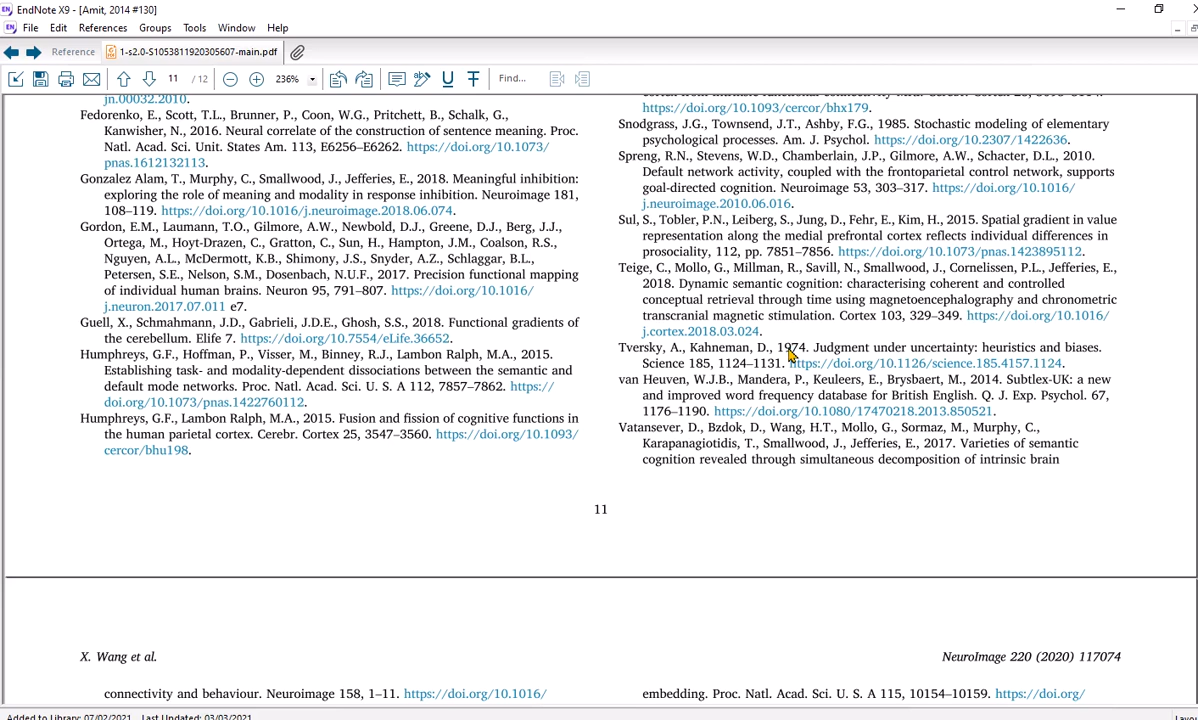 EndNote X9 - [Amit, 2014 #130]
File Edit References Groups Tools Window Help
Reference 1-s2.0-S1053811920305607-main.pdf
11 / 12 236% Find...
jn.00032.2010.
Fedorenko, E., Scott, T.L., Brunner, P., Coon, W.G., Pritchett, B., Schalk, G.,
Kanwisher, N., 2016. Neural correlate of the construction of sentence meaning. Proc.
Natl. Acad. Sci. Unit. States Am. 113, E6256–E6262. https://doi.org/10.1073/
pnas.1612132113.
Gonzalez Alam, T., Murphy, C., Smallwood, J., Jefferies, E., 2018. Meaningful inhibition:
exploring the role of meaning and modality in response inhibition. Neuroimage 181,
108–119. https://doi.org/10.1016/j.neuroimage.2018.06.074.
Gordon, E.M., Laumann, T.O., Gilmore, A.W., Newbold, D.J., Greene, D.J., Berg, J.J.,
Ortega, M., Hoyt-Drazen, C., Gratton, C., Sun, H., Hampton, J.M., Coalson, R.S.,
Nguyen, A.L., McDermott, K.B., Shimony, J.S., Snyder, A.Z., Schlaggar, B.L.,
Petersen, S.E., Nelson, S.M., Dosenbach, N.U.F., 2017. Precision functional mapping
of individual human brains. Neuron 95, 791–807. https://doi.org/10.1016/
j.neuron.2017.07.011 e7.
Guell, X., Schmahmann, J.D., Gabrieli, J.D.E., Ghosh, S.S., 2018. Functional gradients of
the cerebellum. Elife 7. https://doi.org/10.7554/eLife.36652.
Humphreys, G.F., Hoffman, P., Visser, M., Binney, R.J., Lambon Ralph, M.A., 2015.
Establishing task- and modality-dependent dissociations between the semantic and
default mode networks. Proc. Natl. Acad. Sci. U. S. A 112, 7857–7862. https://
doi.org/10.1073/pnas.1422760112.
Humphreys, G.F., Lambon Ralph, M.A., 2015. Fusion and fission of cognitive functions in
the human parietal cortex. Cerebr. Cortex 25, 3547–3560. https://doi.org/10.1093/
cercor/bhu198.
https://doi.org/10.1093/cercor/bhx179.
Snodgrass, J.G., Townsend, J.T., Ashby, F.G., 1985. Stochastic modeling of elementary
psychological processes. Am. J. Psychol. https://doi.org/10.2307/1422636.
Spreng, R.N., Stevens, W.D., Chamberlain, J.P., Gilmore, A.W., Schacter, D.L., 2010.
Default network activity, coupled with the frontoparietal control network, supports
goal-directed cognition. Neuroimage 53, 303–317. https://doi.org/10.1016/
j.neuroimage.2010.06.016.
Sul, S., Tobler, P.N., Leiberg, S., Jung, D., Fehr, E., Kim, H., 2015. Spatial gradient in value
representation along the medial prefrontal cortex reflects individual differences in
prosociality, 112, pp. 7851–7856. https://doi.org/10.1073/pnas.1423895112.
Teige, C., Mollo, G., Millman, R., Savill, N., Smallwood, J., Cornelissen, P.L., Jefferies, E.,
2018. Dynamic semantic cognition: characterising coherent and controlled
conceptual retrieval through time using magnetoencephalography and chronometric
transcranial magnetic stimulation. Cortex 103, 329–349. https://doi.org/10.1016/
j.cortex.2018.03.024.
Tversky, A., Kahneman, D., 1974. Judgment under uncertainty: heuristics and biases.
Science 185, 1124–1131. https://doi.org/10.1126/science.185.4157.1124.
van Heuven, W.J.B., Mandera, P., Keuleers, E., Brysbaert, M., 2014. Subtlex-UK: a new
and improved word frequency database for British English. Q. J. Exp. Psychol. 67,
1176–1190. https://doi.org/10.1080/17470218.2013.850521.
Vatansever, D., Bzdok, D., Wang, H.T., Mollo, G., Sormaz, M., Murphy, C.,
Karapanagiotidis, T., Smallwood, J., Jefferies, E., 2017. Varieties of semantic
cognition revealed through simultaneous decomposition of intrinsic brain
11
X. Wang et al.
NeuroImage 220 (2020) 117074
connectivity and behaviour. Neuroimage 158, 1–11. https://doi.org/10.1016/
embedding. Proc. Natl. Acad. Sci. U. S. A 115, 10154–10159. https://doi.org/
Added to Library: 07/02/2021 Last Updated: 03/03/2021